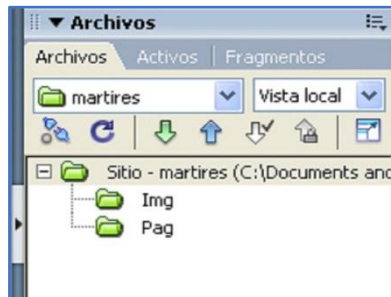 Archivos
Archivos Activos Fragmentos
martires Vista local
Sitio - martires (C:\Documents and
Img
Pag